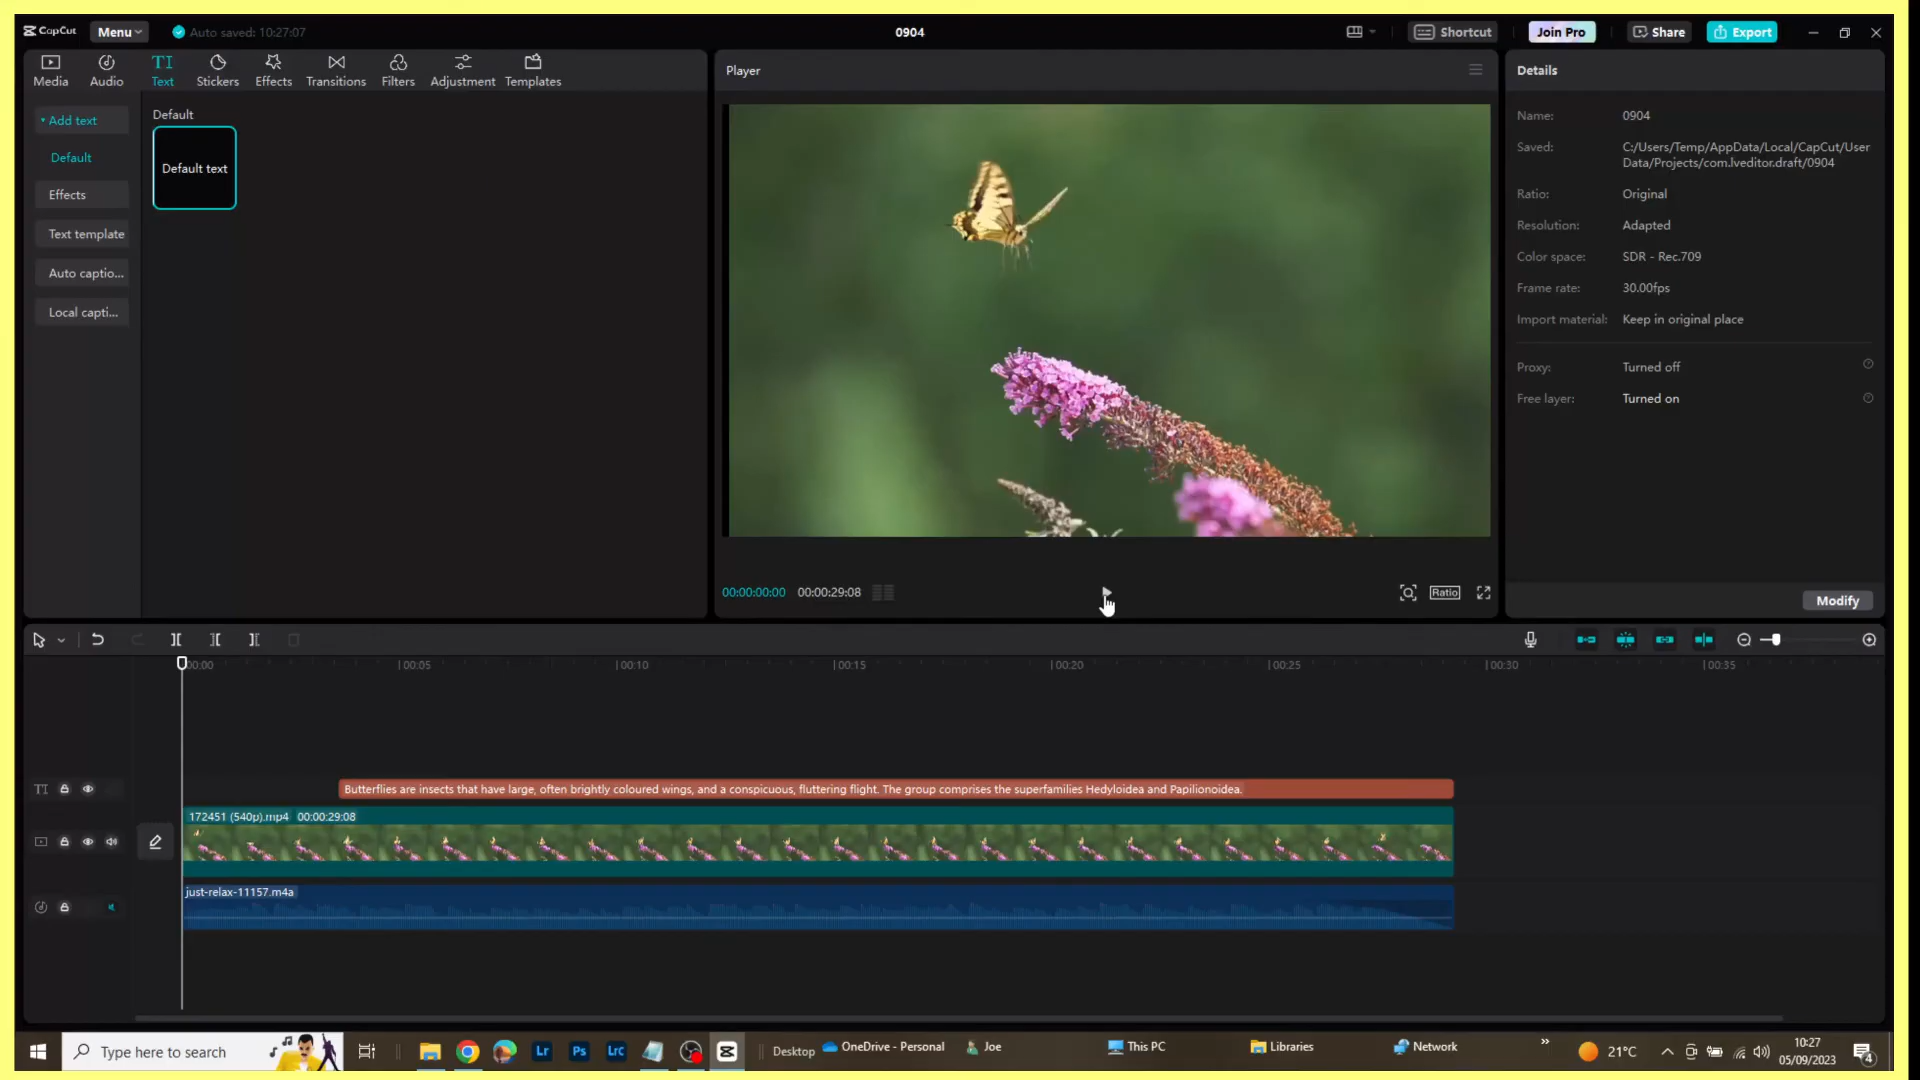 CapCut
Menu
Auto saved: 10:27:07
0904
Shortcut
Join Pro
Share
Export
Media
Audio
TI
Text
Stickers
Effects
Transitions
Filters
Adjustment
Templates
Add text
Default
Effects
Text template
Auto captio...
Local capti...
Default
Default text
Player
00:00:00:00
00:00:29:08
Ratio
Details
Name: 0904
Saved: C:/Users/Temp/AppData/Local/CapCut/User
Data/Projects/com.lveditor.draft/0904
Ratio: Original
Resolution: Adapted
Color space: SDR - Rec.709
Frame rate: 30.00fps
Import material: Keep in original place
Proxy: Turned off
Free layer: Turned on
Modify
00:00
00:05
00:10
00:15
00:20
00:25
00:30
00:35
TI
Butterflies are insects that have large, often brightly coloured wings, and a conspicuous, fluttering flight. The group comprises the superfamilies Hedyloidea and Papilionoidea.
172451 (540p).mp4 00:00:29:08
just-relax-11157.m4a
Type here to search
Lr
Ps
LrC
Desktop
OneDrive - Personal
Joe
This PC
Libraries
Network
21°C
10:27
05/09/2023
4